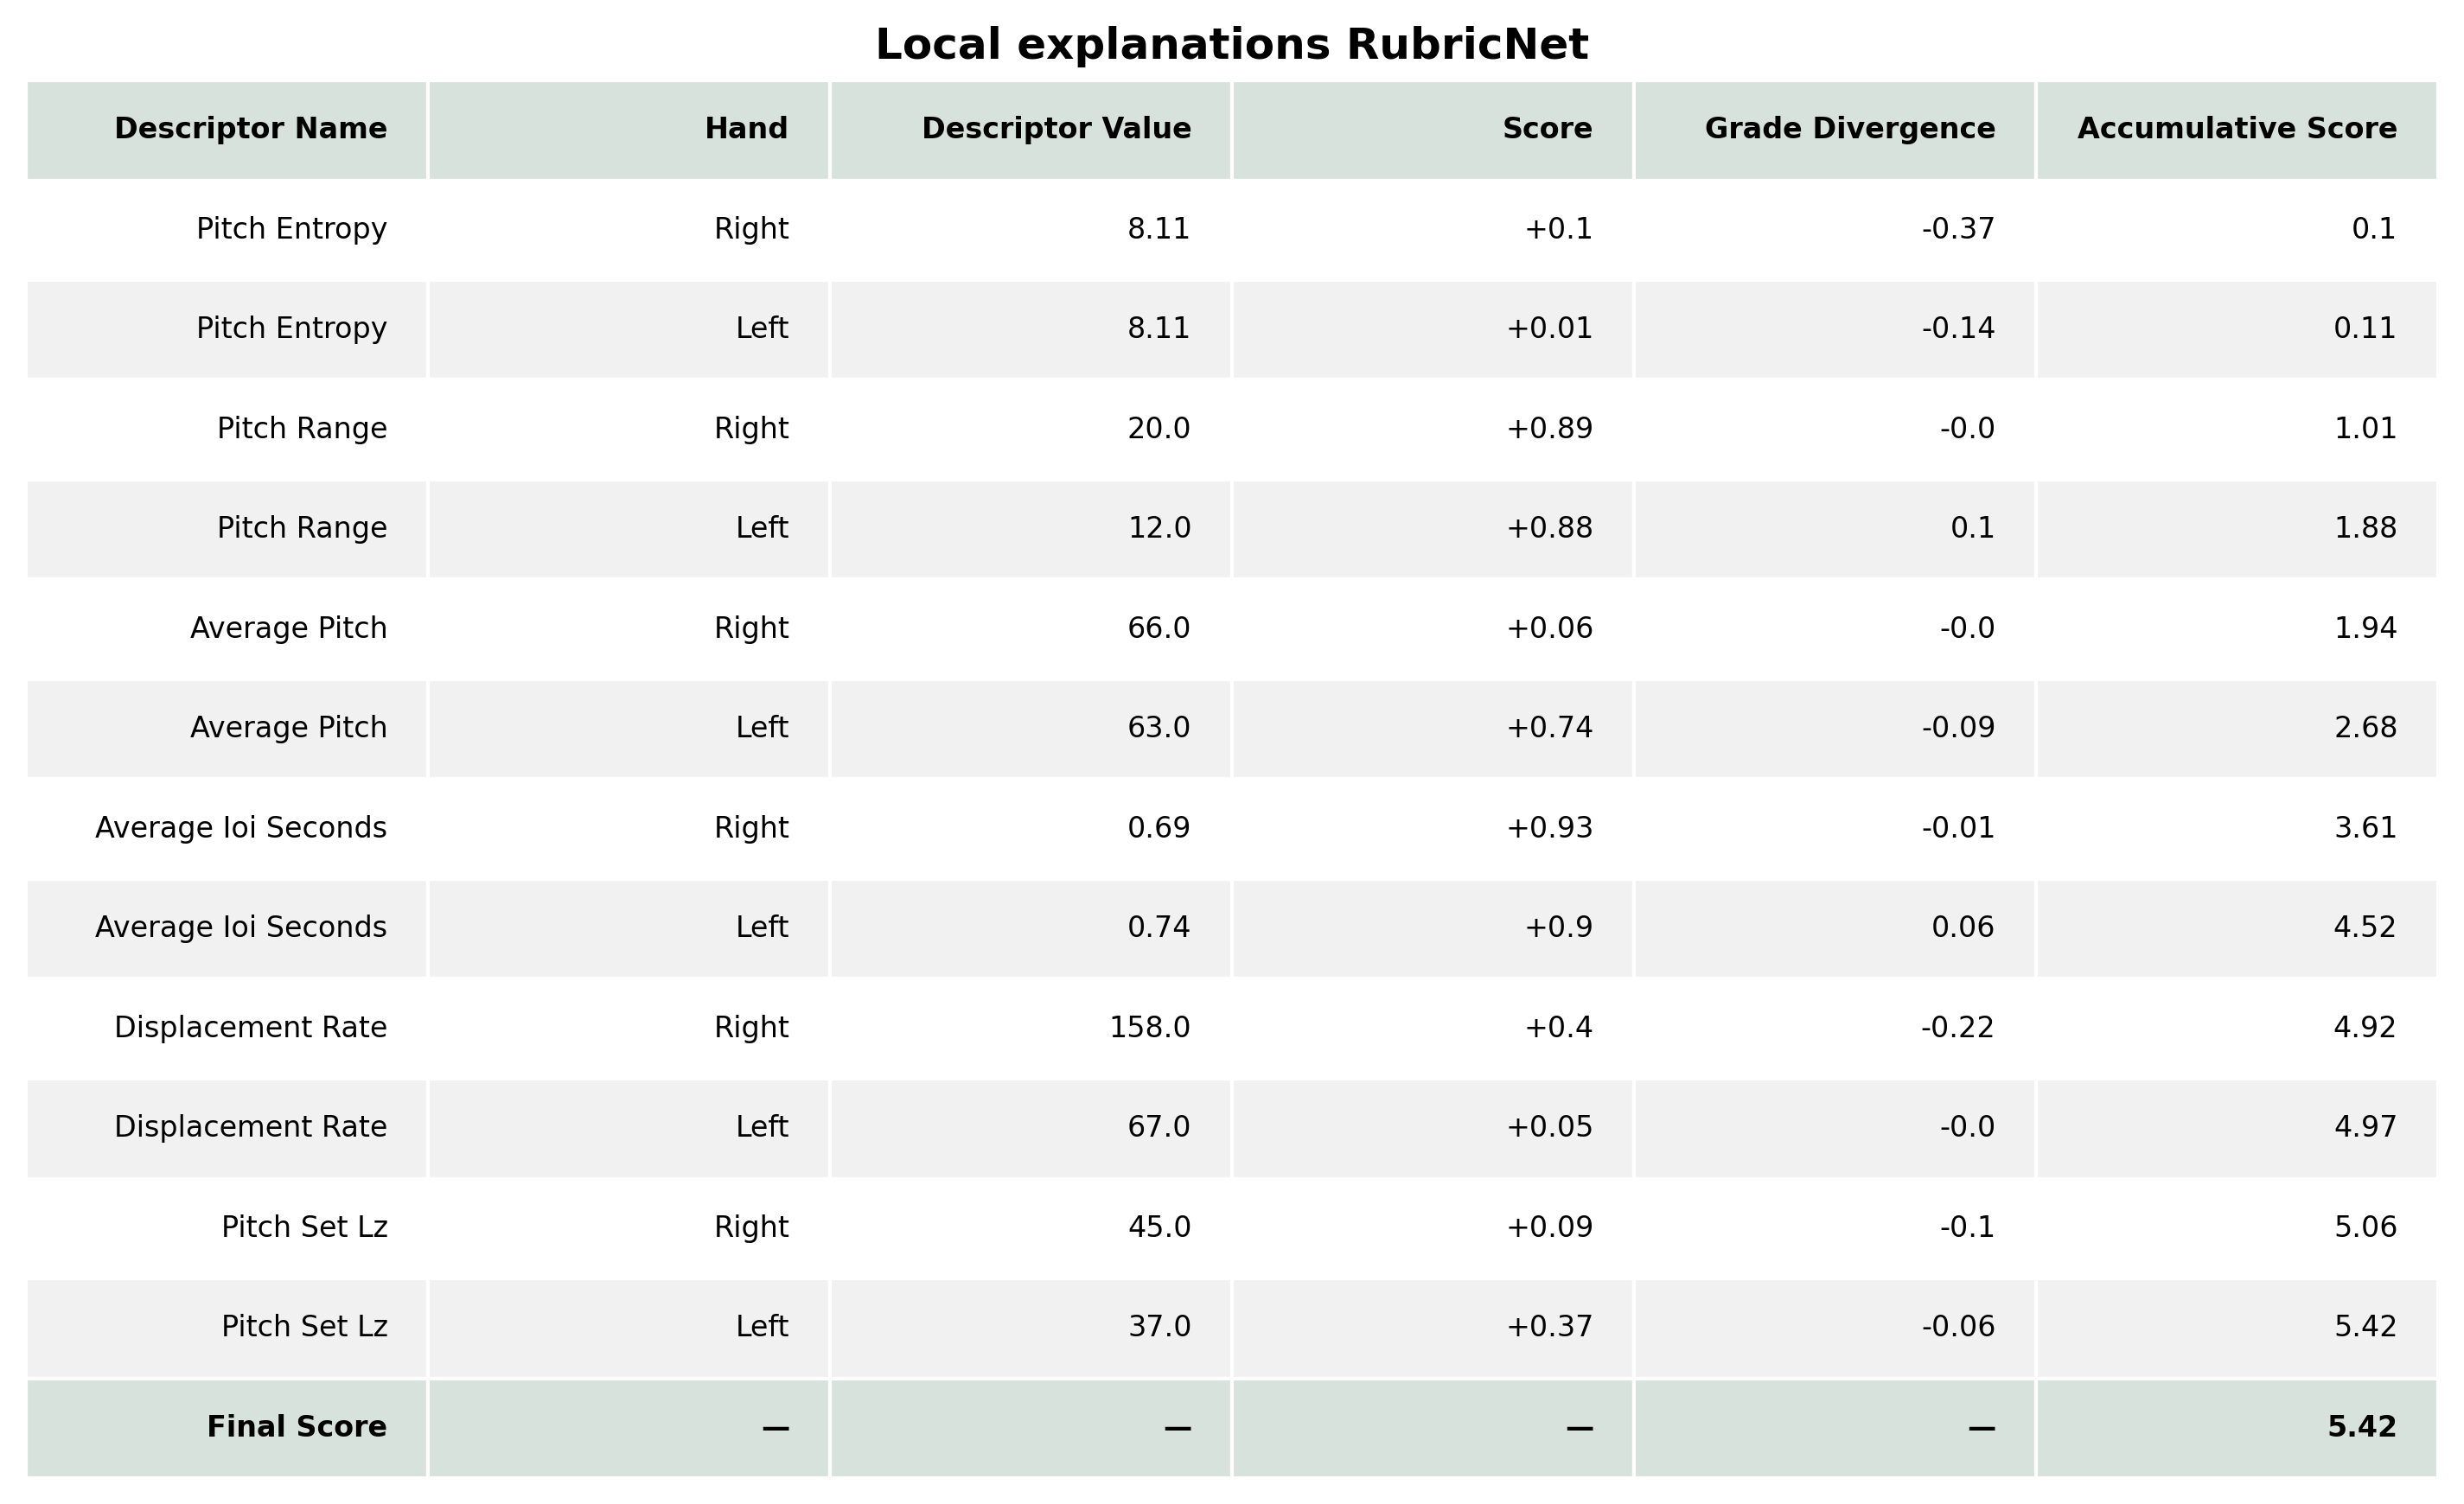 Local explanations RubricNet
Descriptor Name Hand Descriptor Value Score Grade Divergence Accumulative Score
Pitch Entropy Right 8.11 +0.1 -0.37 0.1
Pitch Entropy Left 8.11 +0.01 -0.14 0.11
Pitch Range Right 20.0 +0.89 -0.0 1.01
Pitch Range Left 12.0 +0.88 0.1 1.88
Average Pitch Right 66.0 +0.06 -0.0 1.94
Average Pitch Left 63.0 +0.74 -0.09 2.68
Average Ioi Seconds Right 0.69 +0.93 -0.01 3.61
Average Ioi Seconds Left 0.74 +0.9 0.06 4.52
Displacement Rate Right 158.0 +0.4 -0.22 4.92
Displacement Rate Left 67.0 +0.05 -0.0 4.97
Pitch Set Lz Right 45.0 +0.09 -0.1 5.06
Pitch Set Lz Left 37.0 +0.37 -0.06 5.42
Final Score — — — — 5.42